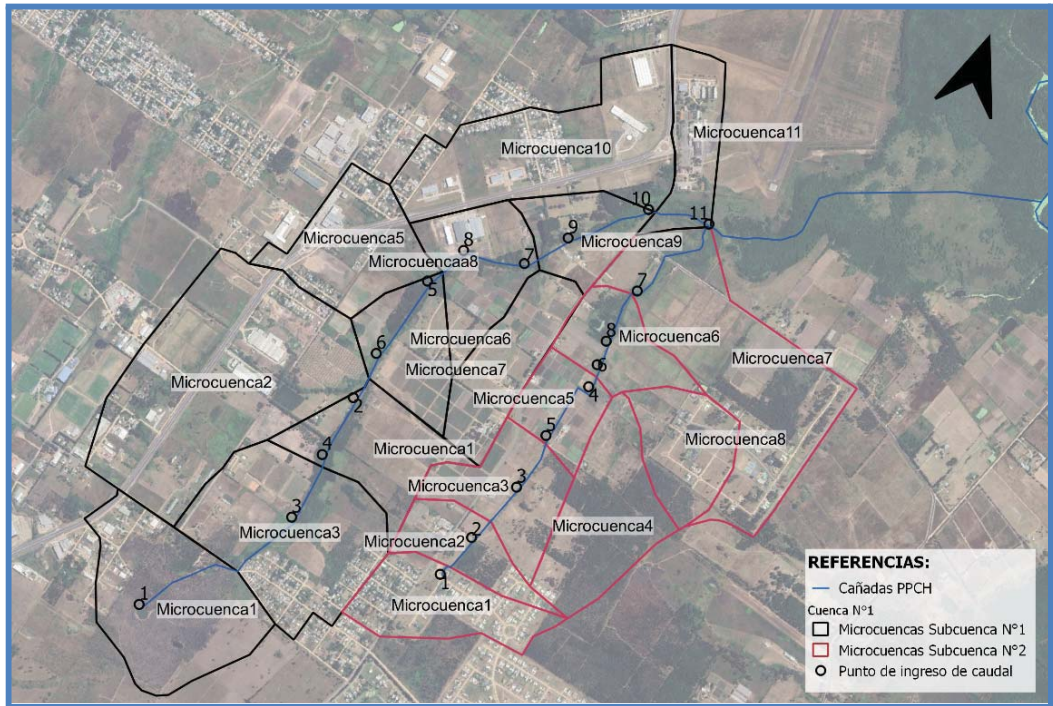 Microcuenca11
Microcuenca10
10
11
9
Microcuenca9
Microcuenca5
8
Microcuencaa8
7
5
7
6
Microcuenca6
8
Microcuenca6
Microcuenca7
Microcuenca7
6
Microcuenca2
2
4
Microcuenca5
5
Microcuenca8
4
Microcuenca1
Microcuenca3
3
3
Microcuenca3
Microcuenca4
2
Microcuenca2
1
Microcuenca1
1
Microcuenca1
REFERENCIAS:
Cañadas PPCH
Cuenca N°1
Microcuencas Subcuenca N°1
Microcuencas Subcuenca N°2
Punto de ingreso de caudal